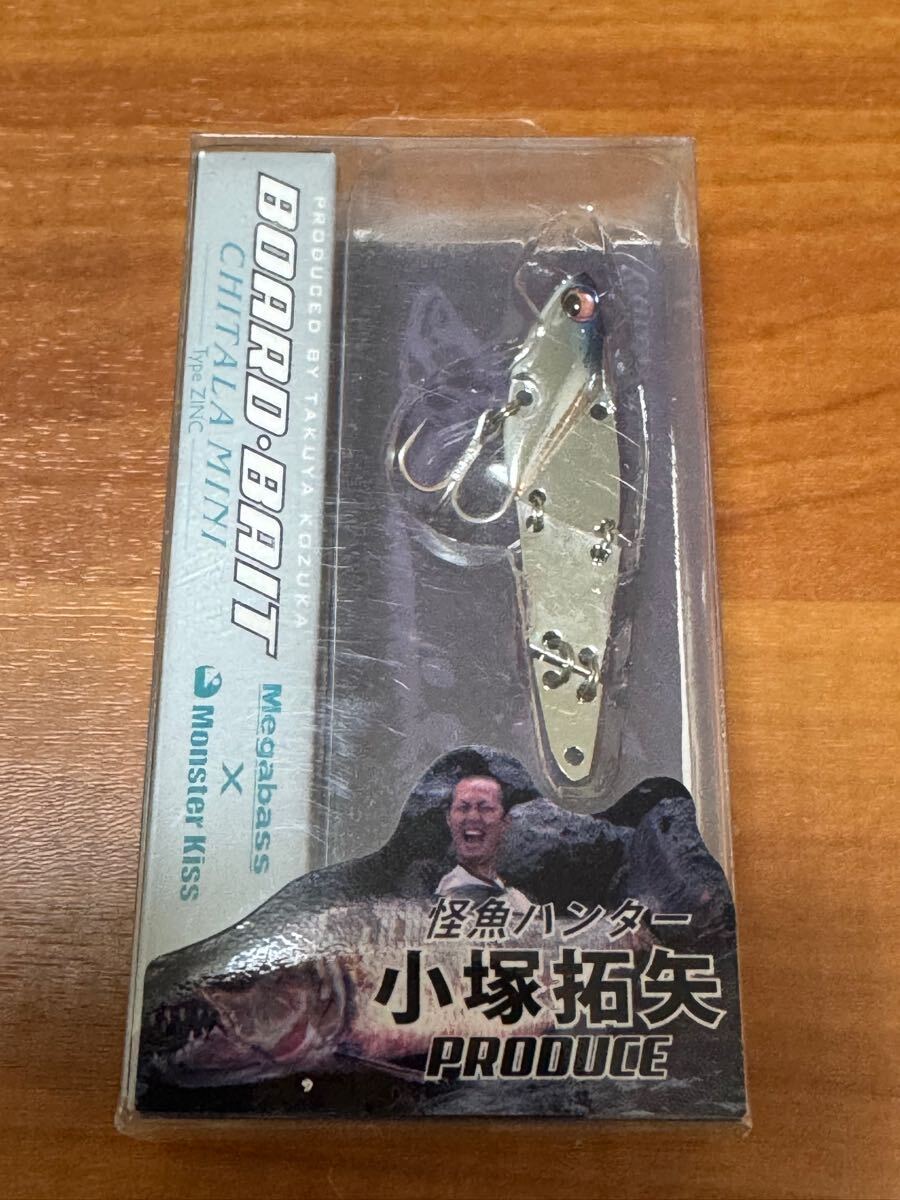 PRODUCED BY TAKUYA KOZUKA
BOARD・BAIT
CHITALA MINI
Type ZINC
Megabass
×
Monster Kiss
怪魚ハンター
小塚拓矢
PRODUCE